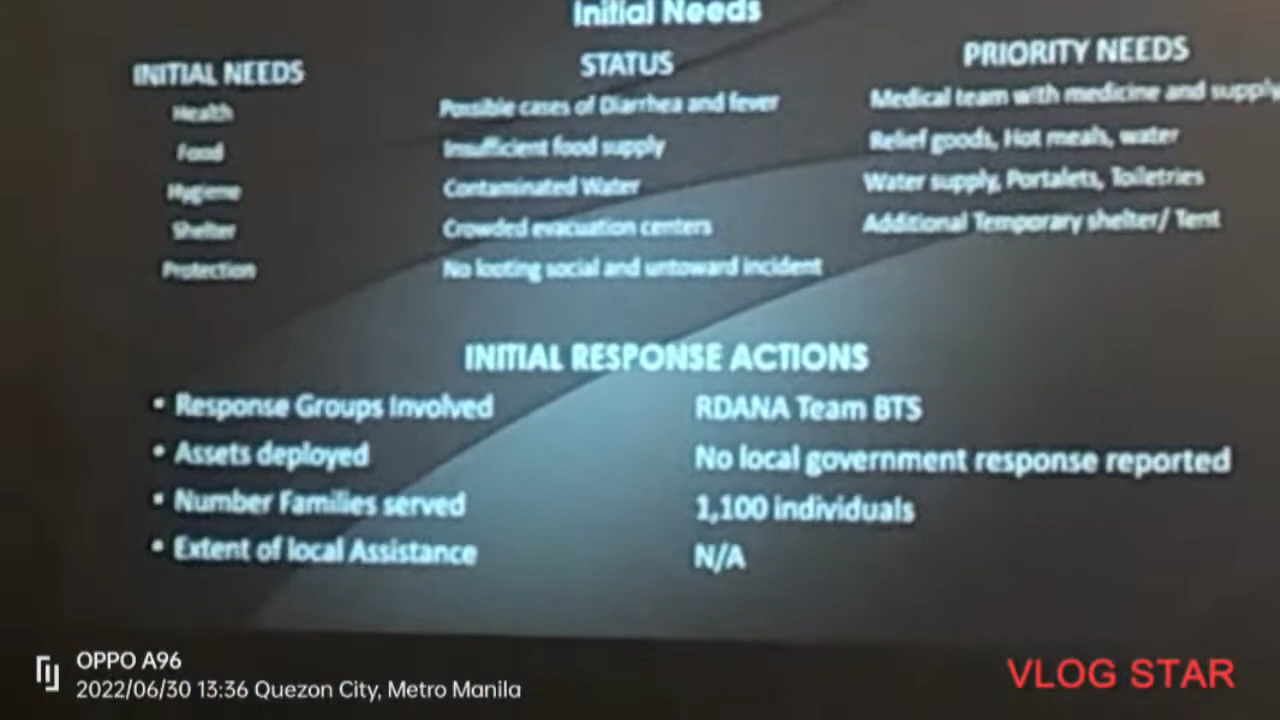 Initial Needs
INITIAL NEEDS STATUS PRIORITY NEEDS
Health Possible cases of Diarrhea and fever Medical team with medicine and supply
Food Insufficient food supply Relief goods, Hot meals, water
Hygiene Contaminated Water Water supply, Portalets, Toiletries
Shelter Crowded evacuation centers Additional Temporary shelter/ Tent
Protection No looting social and untoward incident
INITIAL RESPONSE ACTIONS
• Response Groups Involved RDANA Team BTS
• Assets deployed No local government response reported
• Number Families served 1,100 individuals
• Extent of local Assistance N/A
OPPO A96
2022/06/30 13:36 Quezon City, Metro Manila
VLOG STAR